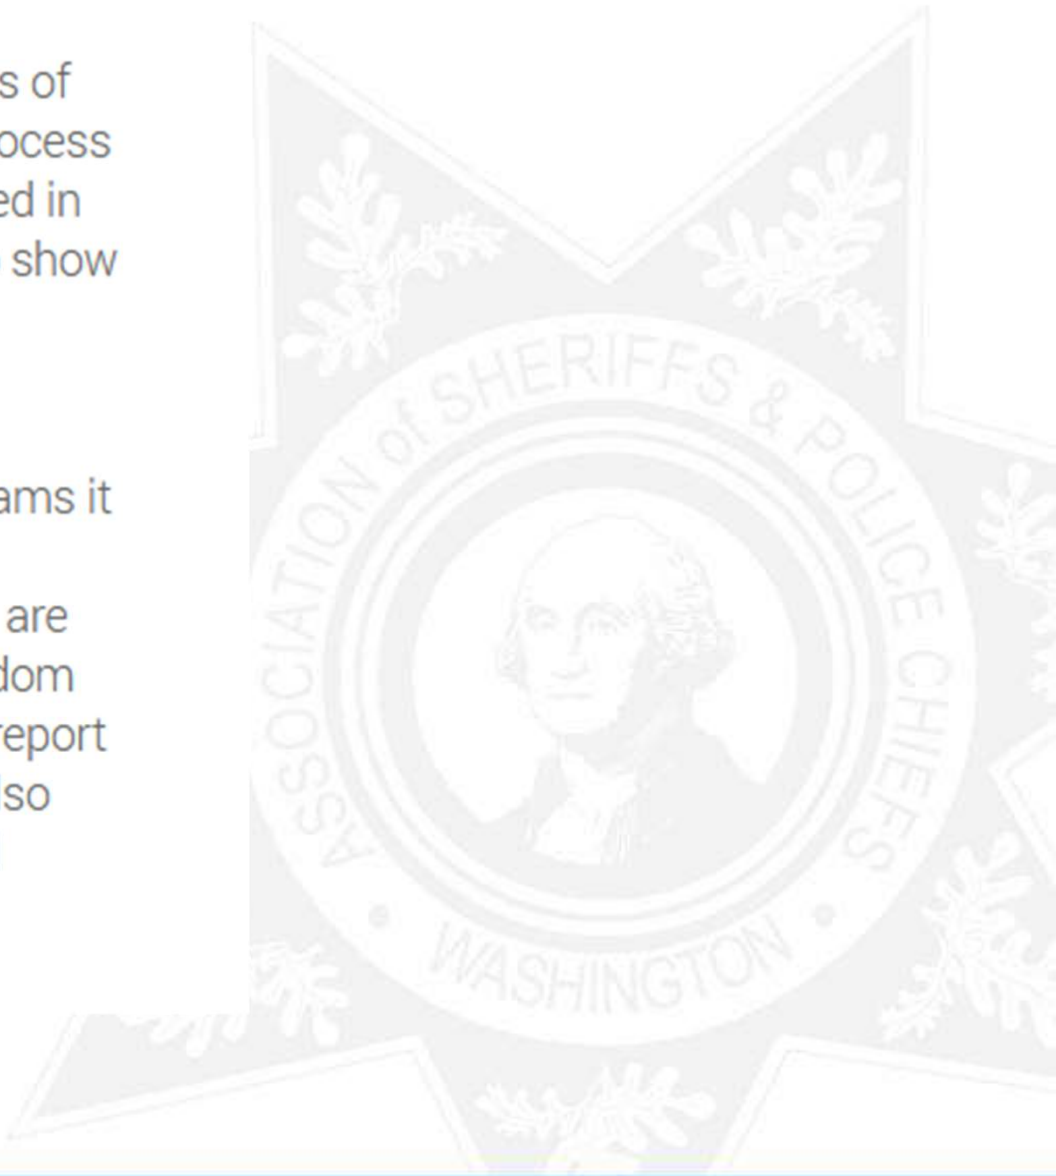 s of
ocess
ed in
show
ams it
are
dom
report
lso
ASSOCIATION of SHERIFFS & POLICE CHIEFS
• WASHINGTON •